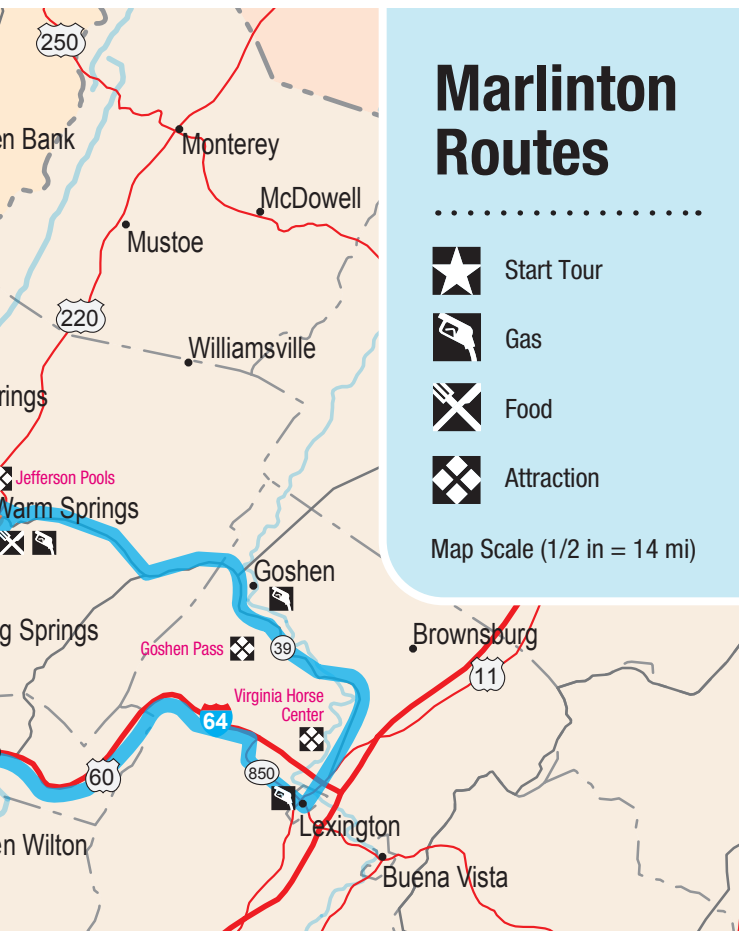 250
en Bank
Monterey
McDowell
Mustoe
220
Williamsville
rings
Jefferson Pools
Warm Springs
Goshen
g Springs
Goshen Pass
39
Brownsburg
11
Virginia Horse
Center
64
60
850
Lexington
en Wilton
Buena Vista
Marlinton
Routes
Start Tour
Gas
Food
Attraction
Map Scale (1/2 in = 14 mi)